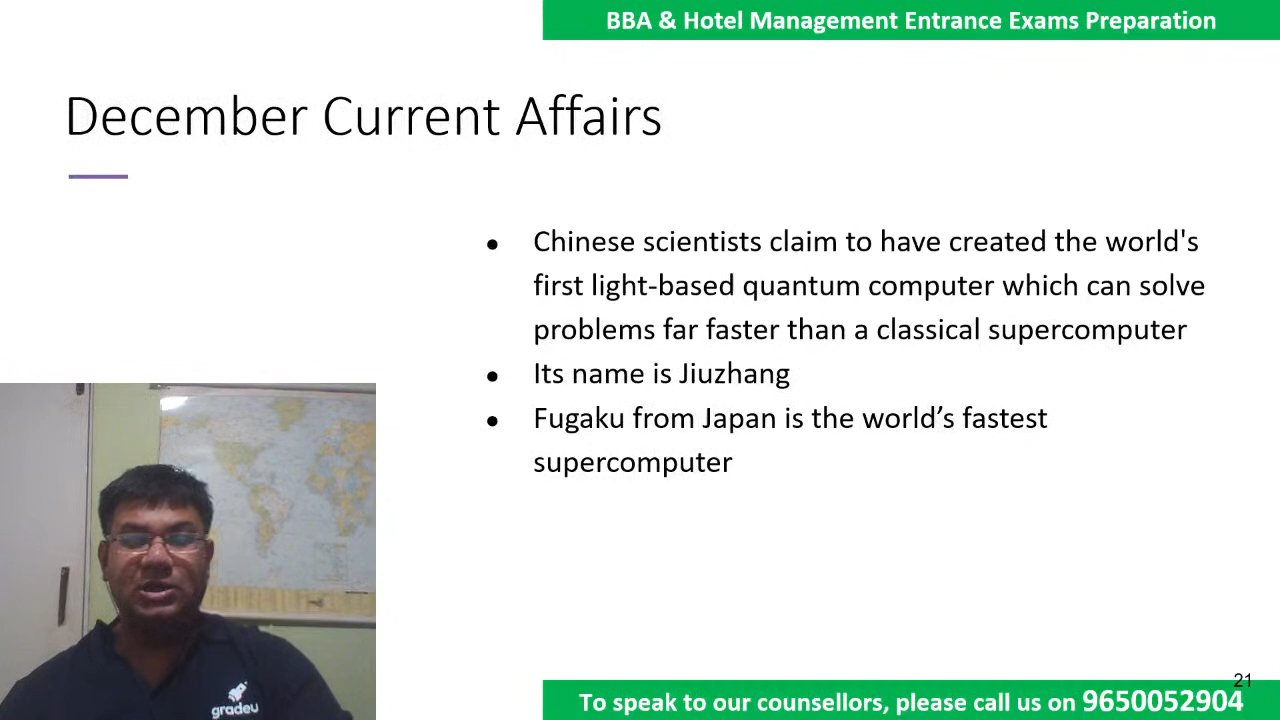 BBA & Hotel Management Entrance Exams Preparation
December Current Affairs
● Chinese scientists claim to have created the world's
first light-based quantum computer which can solve
problems far faster than a classical supercomputer
● Its name is Jiuzhang
● Fugaku from Japan is the world’s fastest
supercomputer
gradeu
21
To speak to our counsellors, please call us on 9650052904